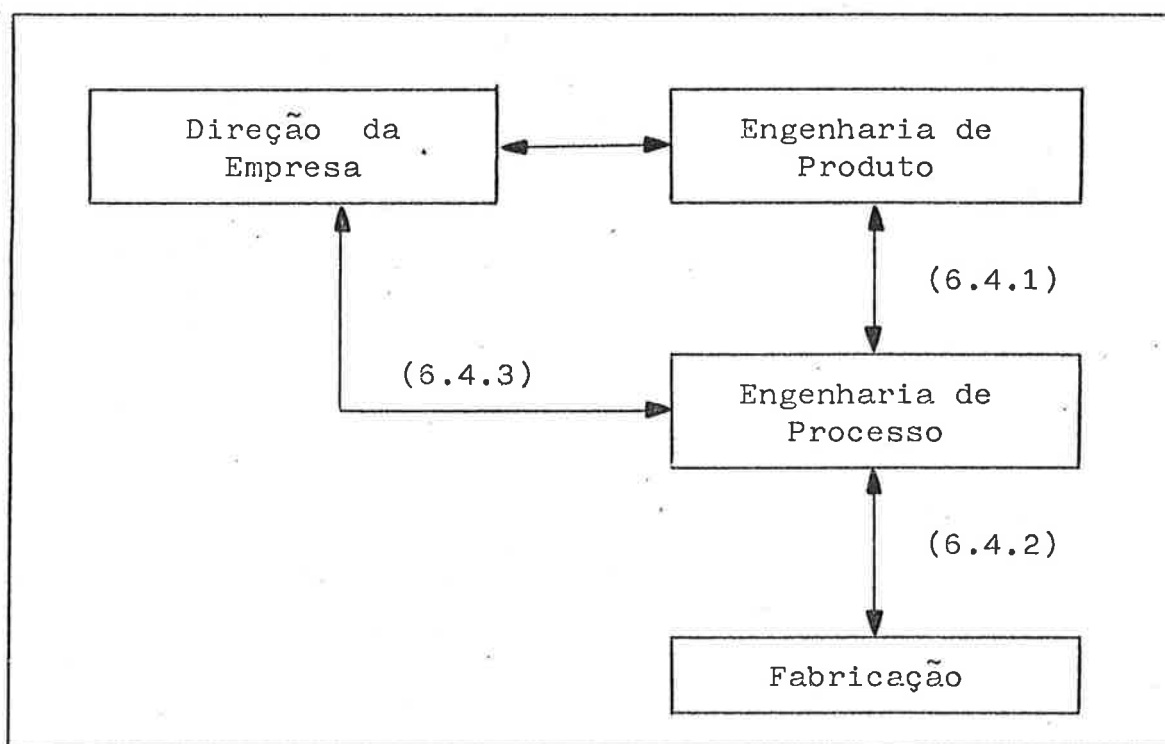 Direção da
Empresa
Engenharia de
Produto
(6.4.1)
(6.4.3)
Engenharia de
Processo
(6.4.2)
Fabricação